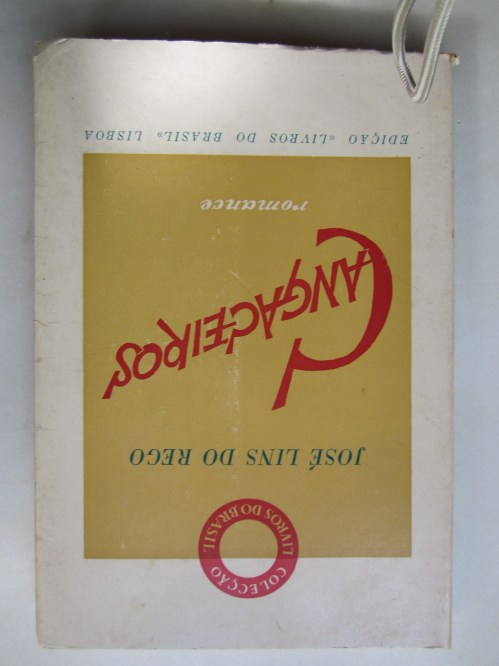 COLECÇÃO
LIVROS DO BRASIL
JOSÉ LINS DO REGO
CANGACEIROS
romance
EDIÇÃO «LIVROS DO BRASIL» LISBOA